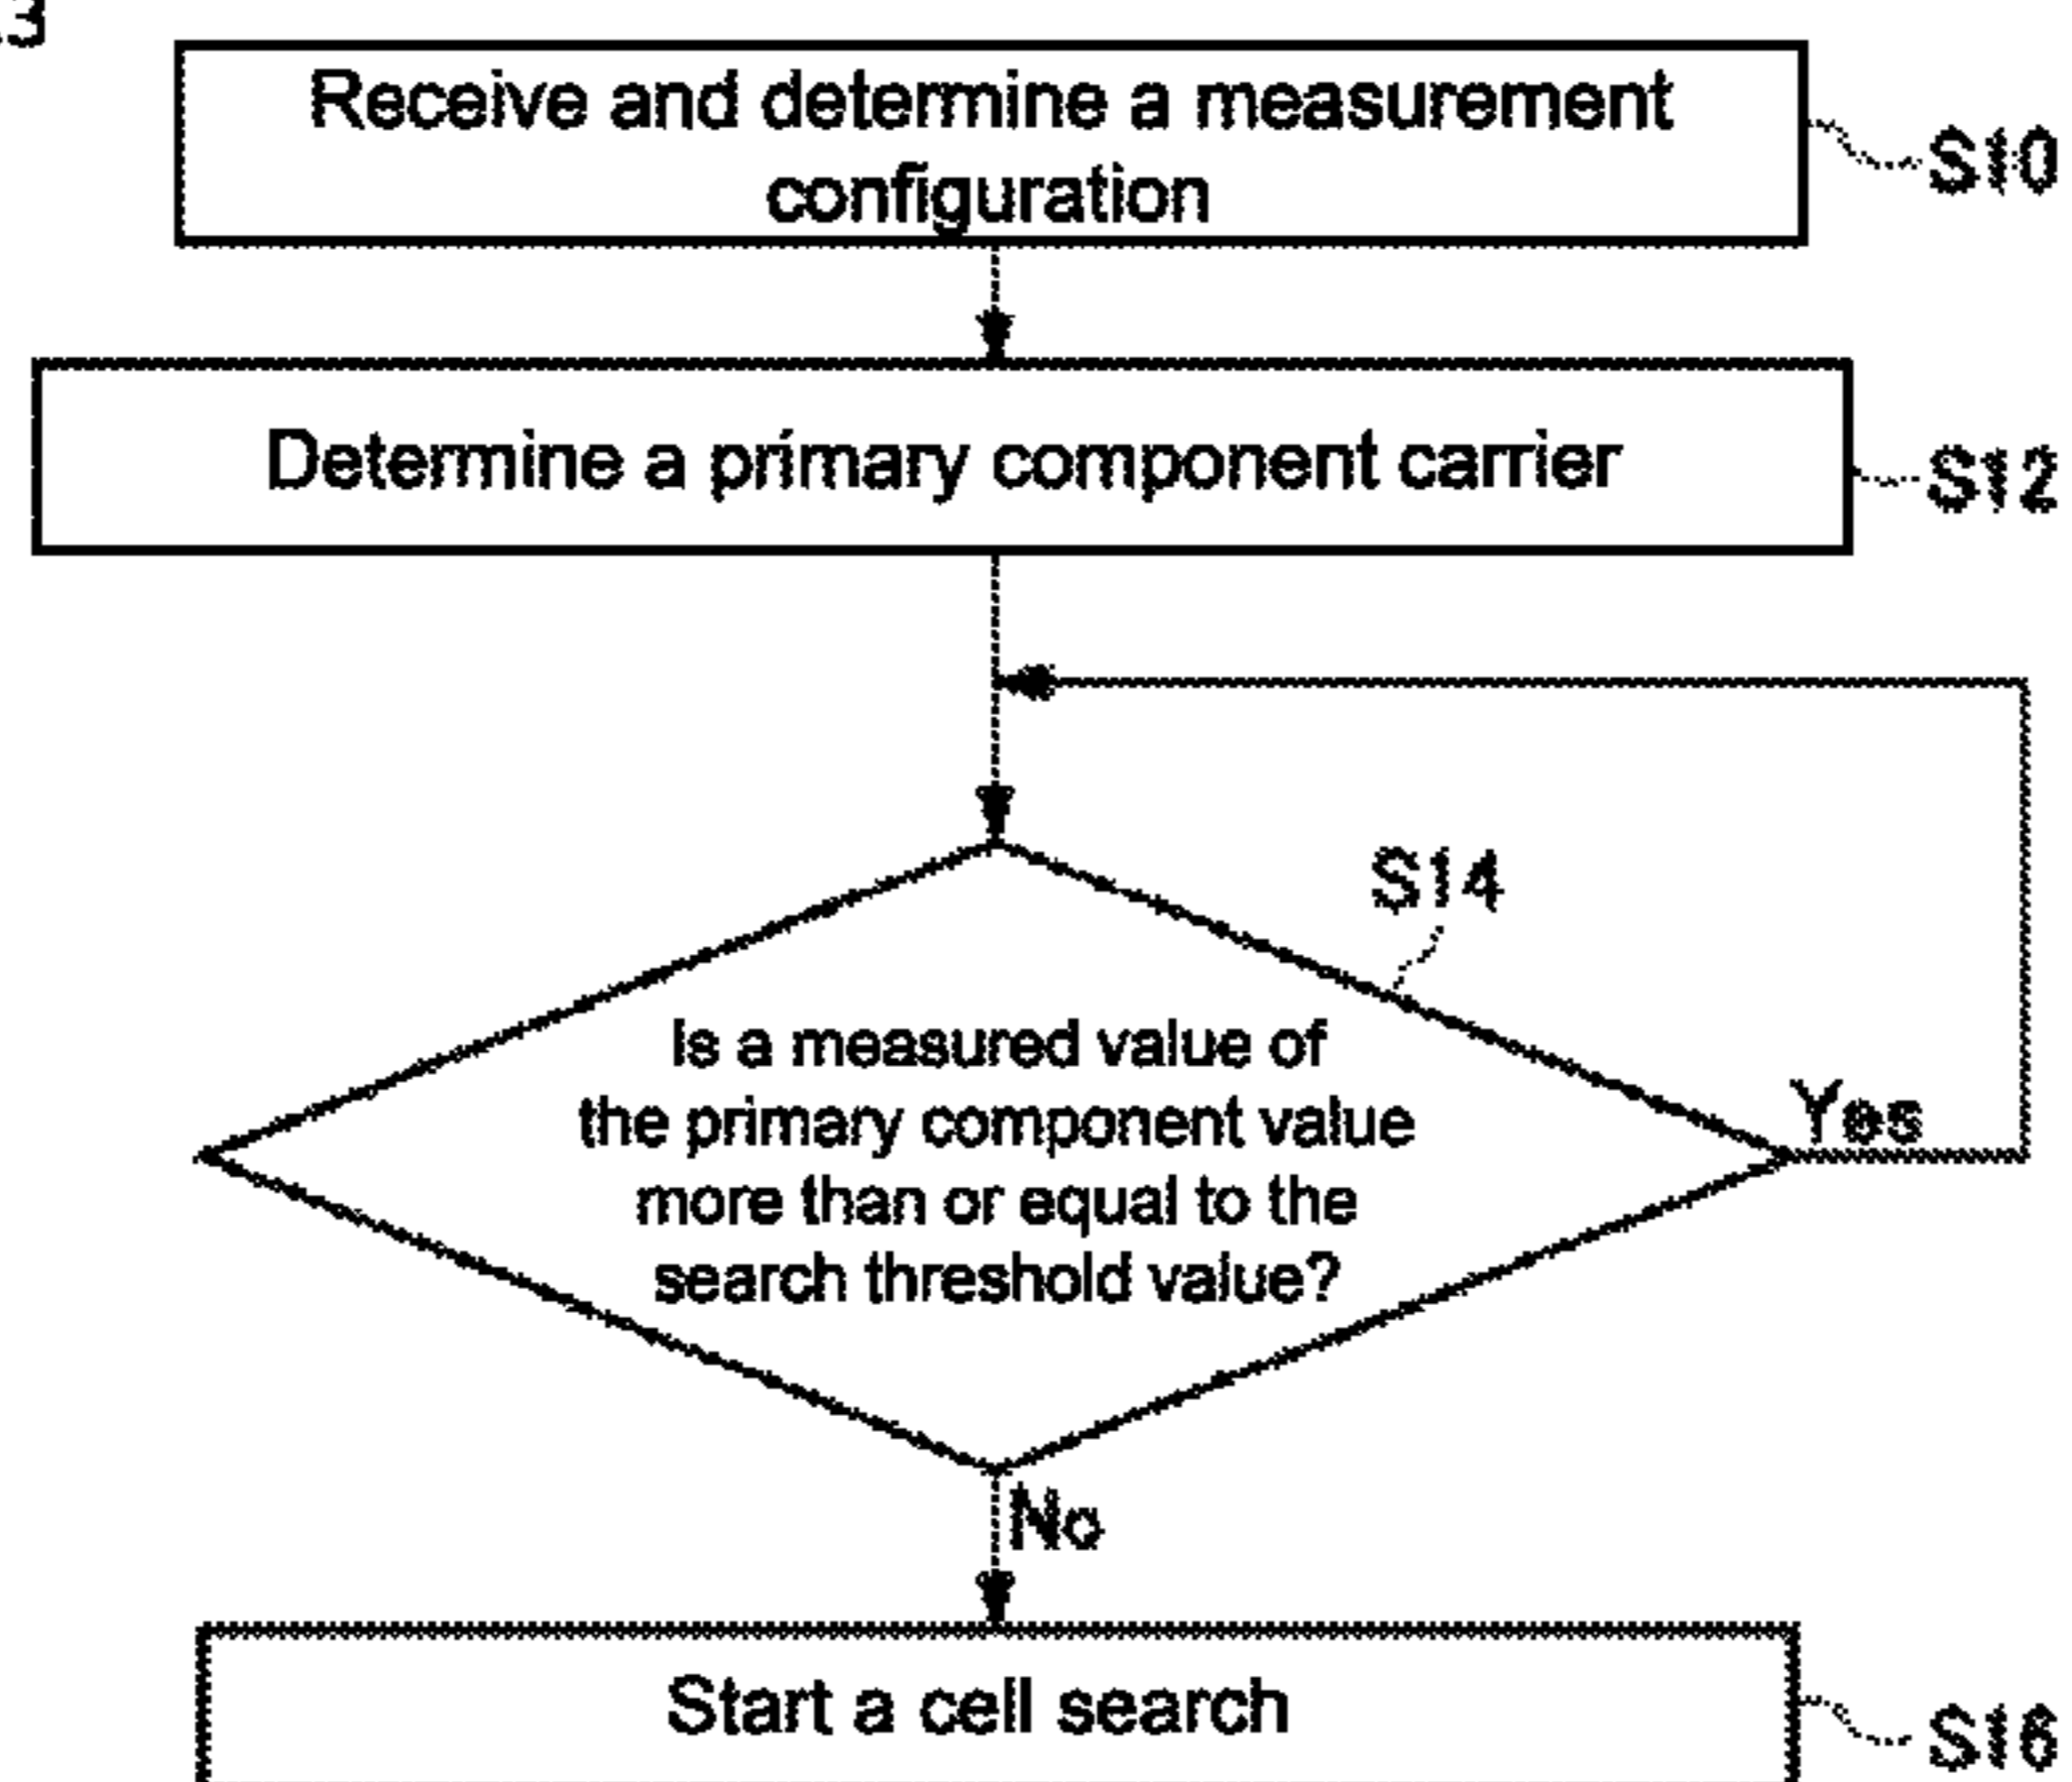 3
Receive and determine a measurement
configuration
S10
Determine a primary component carrier
S12
S14
Is a measured value of
the primary component value
more than or equal to the
search threshold value?
Yes
No
Start a cell search
S16